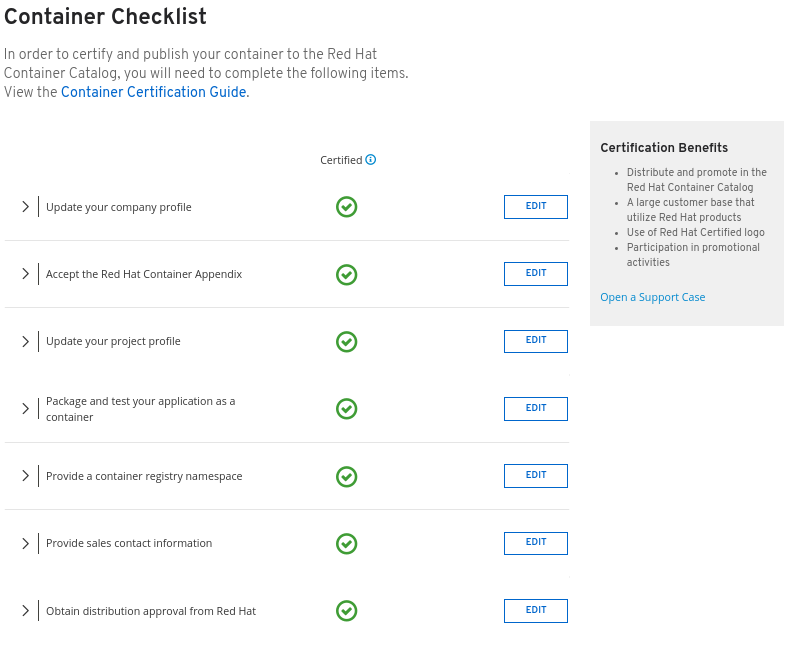 Container Checklist
In order to certify and publish your container to the Red Hat
Container Catalog, you will need to complete the following items.
View the Container Certification Guide.
Certified
Update your company profile
EDIT
Accept the Red Hat Container Appendix
EDIT
Update your project profile
EDIT
Package and test your application as a
container
EDIT
Provide a container registry namespace
EDIT
Provide sales contact information
EDIT
Obtain distribution approval from Red Hat
EDIT
Certification Benefits
• Distribute and promote in the
Red Hat Container Catalog
• A large customer base that
utilize Red Hat products
• Use of Red Hat Certified logo
• Participation in promotional
activities
Open a Support Case